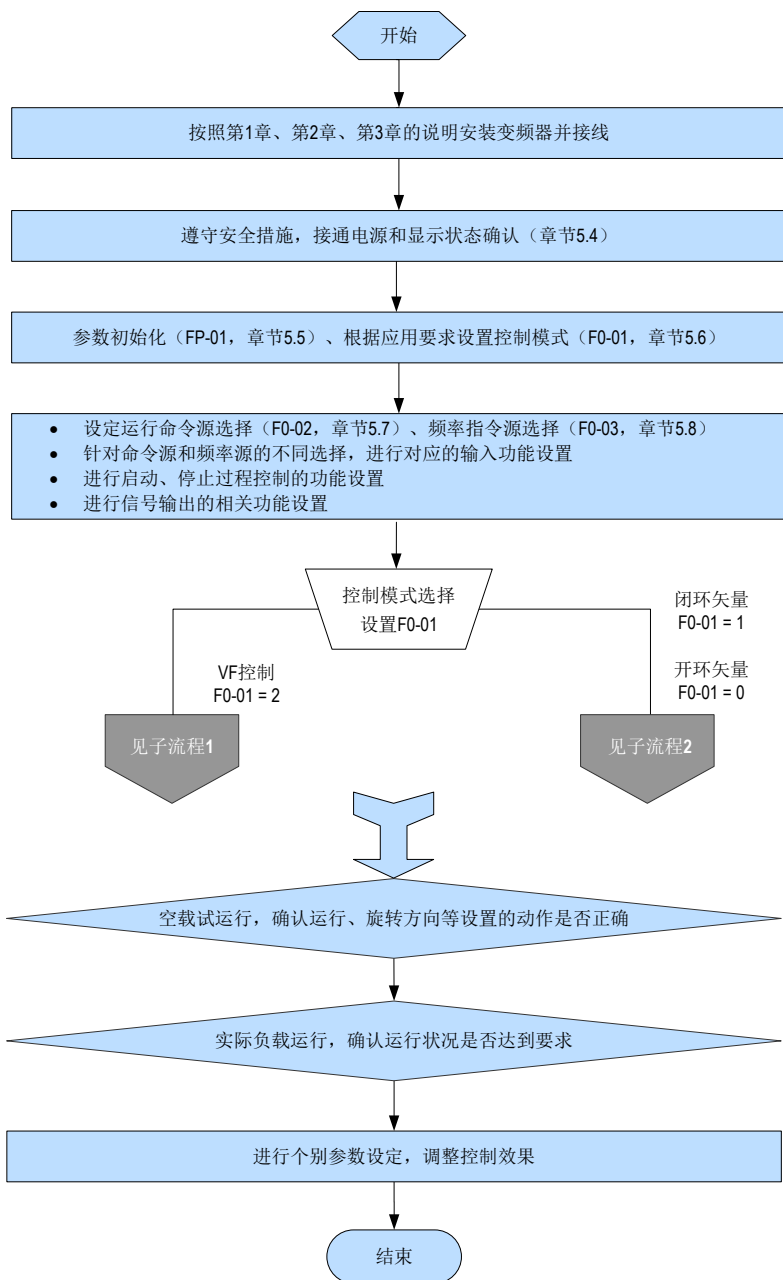 开始
按照第1章、第2章、第3章的说明安装变频器并接线
遵守安全措施，接通电源和显示状态确认（章节5.4）
参数初始化（FP-01，章节5.5）、根据应用要求设置控制模式（F0-01，章节5.6）
● 设定运行命令源选择（F0-02，章节5.7）、频率指令源选择（F0-03，章节5.8）
● 针对命令源和频率源的不同选择，进行对应的输入功能设置
● 进行启动、停止过程控制的功能设置
● 进行信号输出的相关功能设置
控制模式选择
设置F0-01
闭环矢量
F0-01 = 1
VF控制
F0-01 = 2
开环矢量
F0-01 = 0
见子流程1
见子流程2
空载试运行，确认运行、旋转方向等设置的动作是否正确
实际负载运行，确认运行状况是否达到要求
进行个别参数设定，调整控制效果
结束